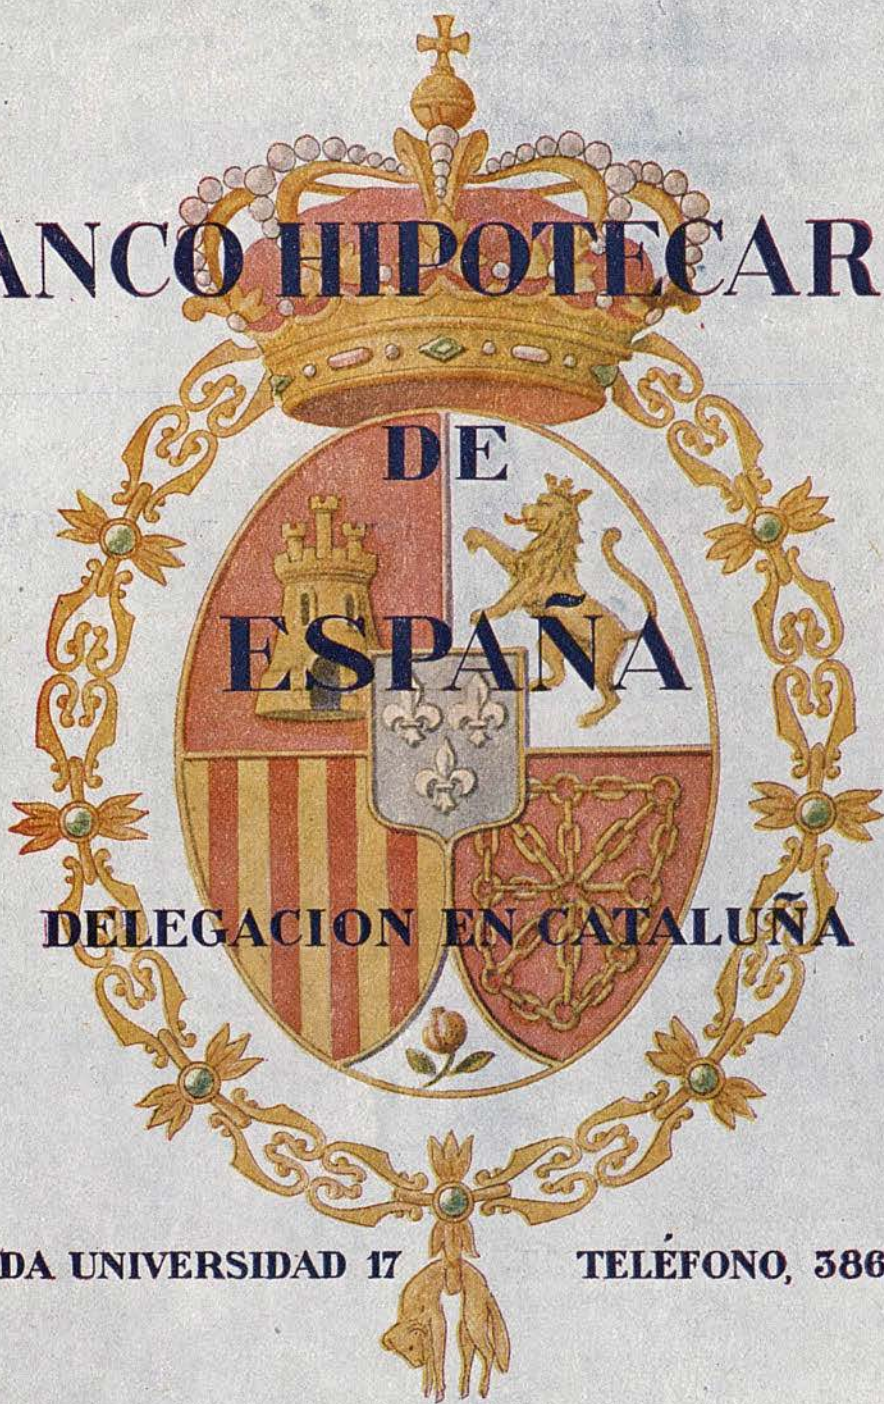 ANCO HIPOTECAR
DE
ESPAÑA
DELEGACION EN CATALUÑA
DA UNIVERSIDAD 17 TELÉFONO, 386